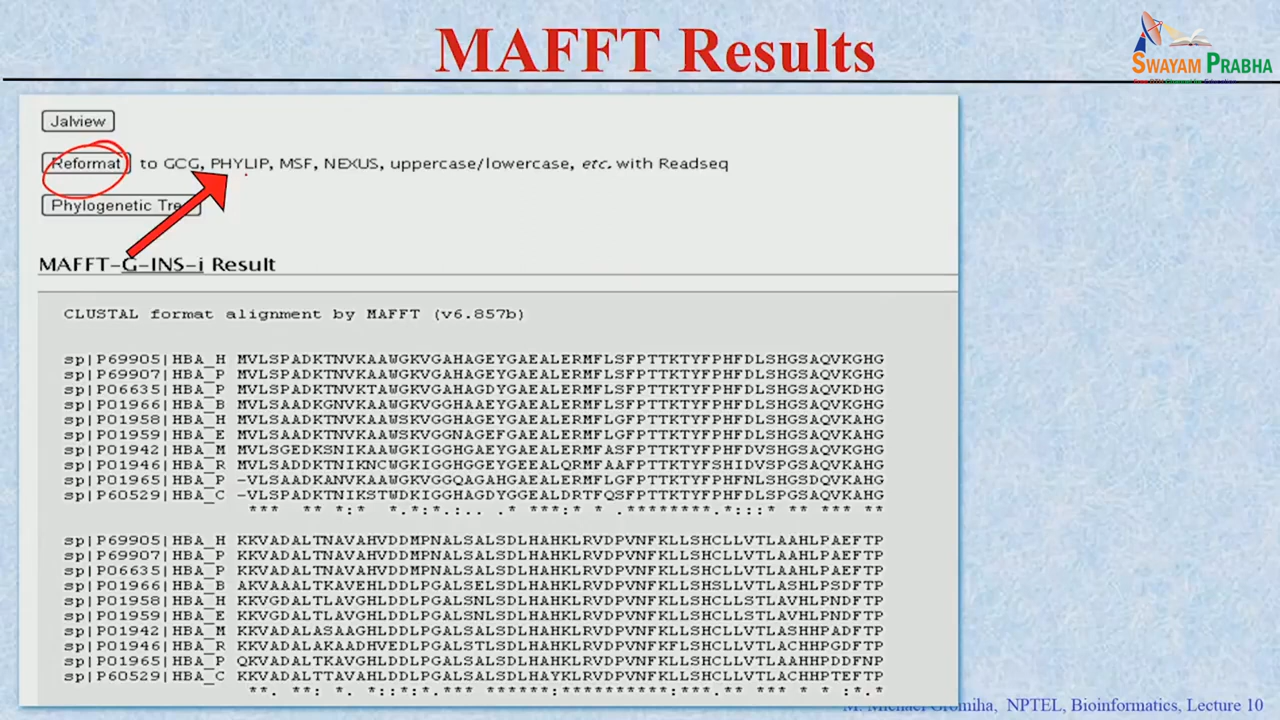 MAFFT Results
SWAYAM PRABHA
Jalview
Reformat to GCG, PHYLIP, MSF, NEXUS, uppercase/lowercase, etc. with Readseq
Phylogenetic Tre
MAFFT-G-INS-i Result
CLUSTAL format alignment by MAFFT (v6.857b)
sp|P69905|HBA_H MVLSPADKTNVKAAWGKVGAHAGEYGAEALERMFLSFPTTKTYFPHFDLSHGSAQVKGHG
sp|P69907|HBA_P MVLSPADKTNVKAAWGKVGAHAGEYGAEALERMFLSFPTTKTYFPHFDLSHGSAQVKGHG
sp|P06635|HBA_P MVLSPADKTNVKTAWGKVGAHAGDYGAEALERMFLSFPTTKTYFPHFDLSHGSAQVKDHG
sp|P01966|HBA_B MVLSAADKGNVKAAWGKVGGHAAEYGAEALERMFLSFPTTKTYFPHFDLSHGSAQVKGHG
sp|P01958|HBA_H MVLSAADKTNVKAAWSKVGGHAGEYGAEALERMFLGFPTTKTYFPHFDLSHGSAQVKAHG
sp|P01959|HBA_E MVLSAADKTNVKAAWSKVGGNAGEFGAEALERMFLGFPTTKTYFPHFDLSHGSAQVKAHG
sp|P01942|HBA_M MVLSGEDKSNIKAAWGKIGGHGAEYGAEALERMFASFPTTKTYFPHFDVSHGSAQVKGHG
sp|P01946|HBA_R MVLSADDKTNIKNCWGKIGGHGGEYGEEALQRMFAAFPTTKTYFSHIDVSPGSAQVKAHG
sp|P01965|HBA_P -VLSAADKANVKAAWGKVGGQAGAHGAEALERMFLGFPTTKTYFPHFNLSHGSDQVKAHG
sp|P60529|HBA_C -VLSPADKTNIKSTWDKIGGHAGDYGGEALDRTFQSFPTTKTYFPHFDLSPGSAQVKAHG
*** ** *:* *.*:*.:.. .* ***:* * .********.*:::* ** *** **
sp|P69905|HBA_H KKVADALTNAVAHVDDMPNALSALSDLHAHKLRVDPVNFKLLSHCLLVTLAAHLPAEFTP
sp|P69907|HBA_P KKVADALTNAVAHVDDMPNALSALSDLHAHKLRVDPVNFKLLSHCLLVTLAAHLPAEFTP
sp|P06635|HBA_P KKVADALTNAVAHVDDMPNALSALSDLHAHKLRVDPVNFKLLSHCLLVTLAAHLPAEFTP
sp|P01966|HBA_B AKVAAALTKAVEHLDDLPGALSELSDLHAHKLRVDPVNFKLLSHSLLVTLASHLPSDFTP
sp|P01958|HBA_H KKVGDALTLAVGHLDDLPGALSNLSDLHAHKLRVDPVNFKLLSHCLLSTLAVHLPNDFTP
sp|P01959|HBA_E KKVGDALTLAVGHLDDLPGALSNLSDLHAHKLRVDPVNFKLLSHCLLSTLAVHLPNDFTP
sp|P01942|HBA_M KKVADALASAAGHLDDLPGALSALSDLHAHKLRVDPVNFKLLSHCLLVTLASHHPADFTP
sp|P01946|HBA_R KKVADALAKAADHVEDLPGALSTLSDLHAHKLRVDPVNFKFLSHCLLVTLACHHPGDFTP
sp|P01965|HBA_P QKVADALTKAVGHLDDLPGALSALSDLHAHKLRVDPVNFKLLSHCLLVTLAAHHPDDFNP
sp|P60529|HBA_C KKVADALTTAVAHLDDLPGALSALSDLHAYKLRVDPVNFKLLSHCLLVTLACHHPTEFTP
**. **: *. *::*:*.*** ******:**********:***.** *** * * :*.*
M. Michael Gromiha, NPTEL, Bioinformatics, Lecture 10